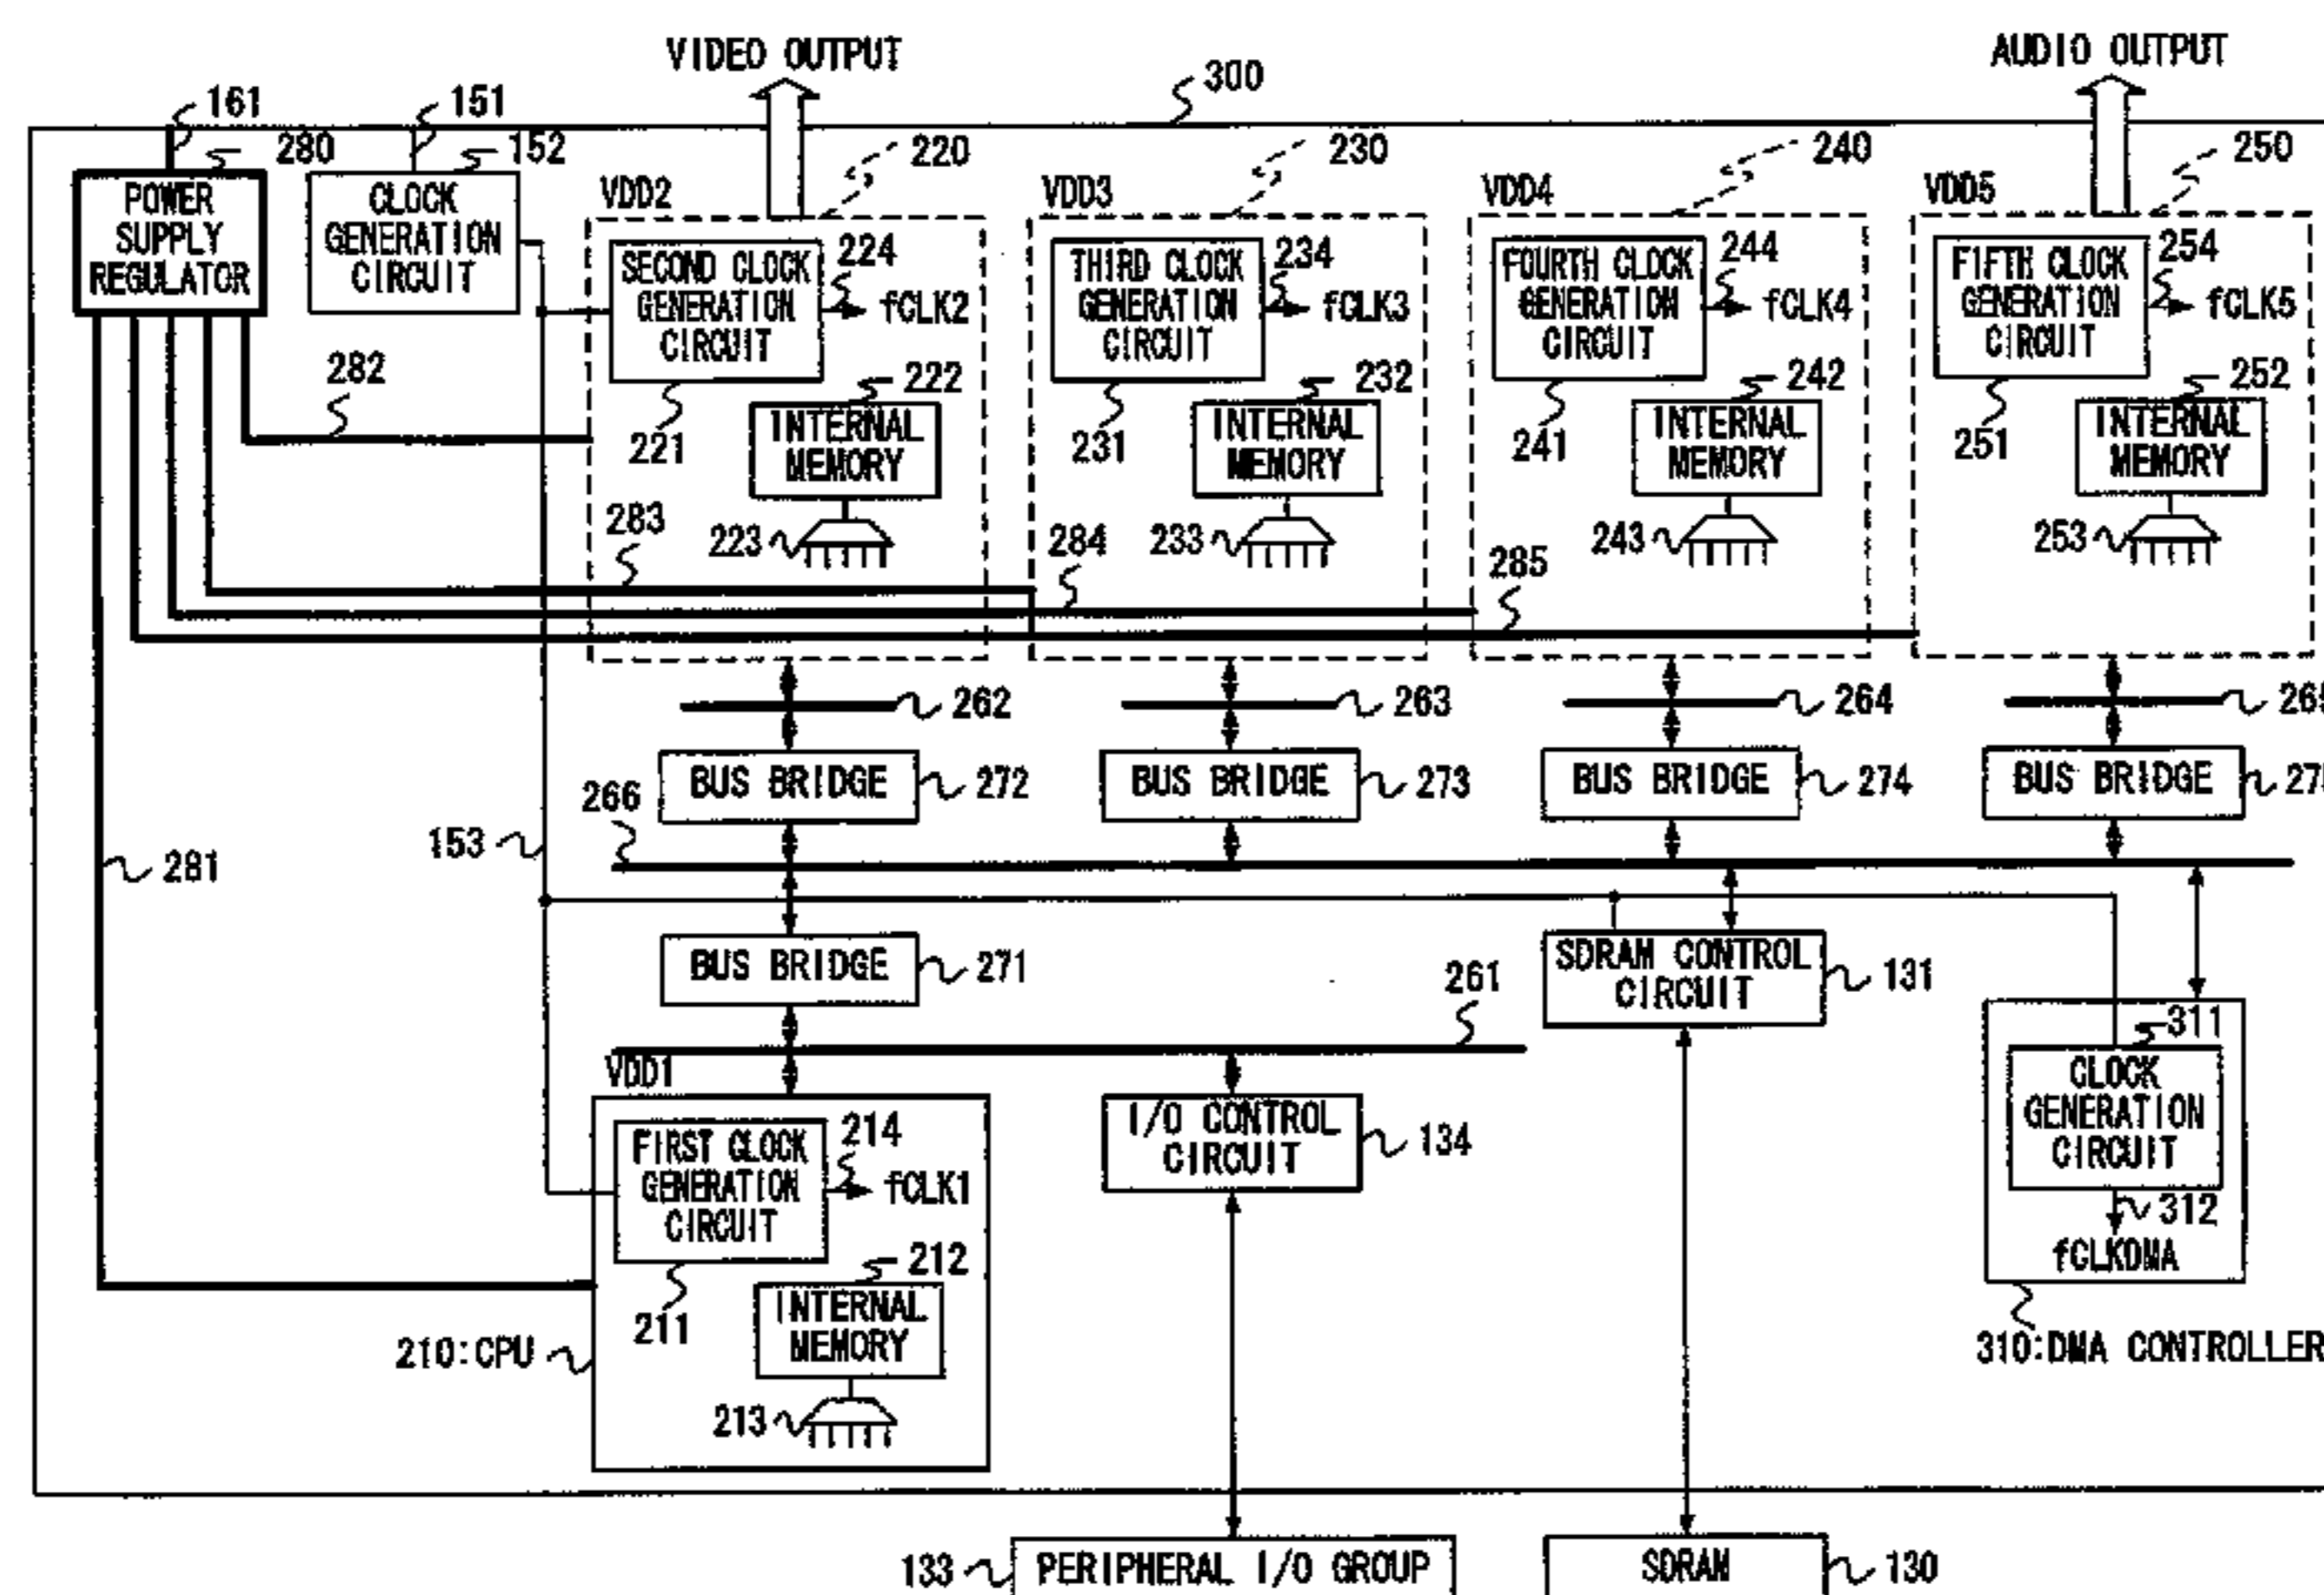 VIDEO OUTPUT
AUDIO OUTPUT
300
161
151
280
152
220
230
240
250
POWER
SUPPLY
REGULATOR
CLOCK
GENERATION
CIRCUIT
VDD2
VDD3
VDD4
VDD5
SECOND CLOCK
GENERATION
CIRCUIT
224
fCLK2
THIRD CLOCK
GENERATION
CIRCUIT
234
fCLK3
FOURTH CLOCK
GENERATION
CIRCUIT
244
fCLK4
FIFTH CLOCK
GENERATION
CIRCUIT
254
fCLK5
282
221
222
INTERNAL
MEMORY
231
232
INTERNAL
MEMORY
241
242
INTERNAL
MEMORY
251
252
INTERNAL
MEMORY
283
223
284
233
285
243
253
262
263
264
BUS BRIDGE
272
BUS BRIDGE
273
BUS BRIDGE
274
BUS BRIDGE
266
153
281
BUS BRIDGE
271
SDRAM CONTROL
CIRCUIT
131
261
311
CLOCK
GENERATION
CIRCUIT
312
fCLKDMA
VDD1
FIRST CLOCK
GENERATION
CIRCUIT
214
fCLK1
I/O CONTROL
CIRCUIT
134
211
212
INTERNAL
MEMORY
210:CPU
213
310:DMA CONTROLLER
133
PERIPHERAL I/O GROUP
SDRAM
130